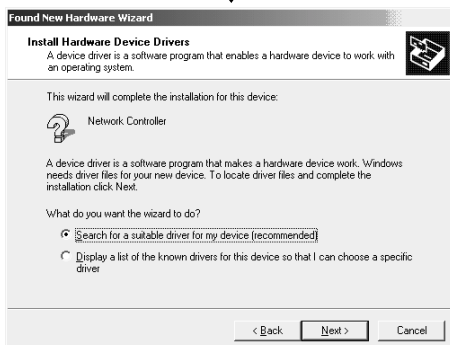 Found New Hardware Wizard
Install Hardware Device Drivers
A device driver is a software program that enables a hardware device to work with
an operating system.
This wizard will complete the installation for this device:
Network Controller
A device driver is a software program that makes a hardware device work. Windows
needs driver files for your new device. To locate driver files and complete the
installation click Next.
What do you want the wizard to do?
Search for a suitable driver for my device (recommended)
Display a list of the known drivers for this device so that I can choose a specific
driver
< Back Next > Cancel